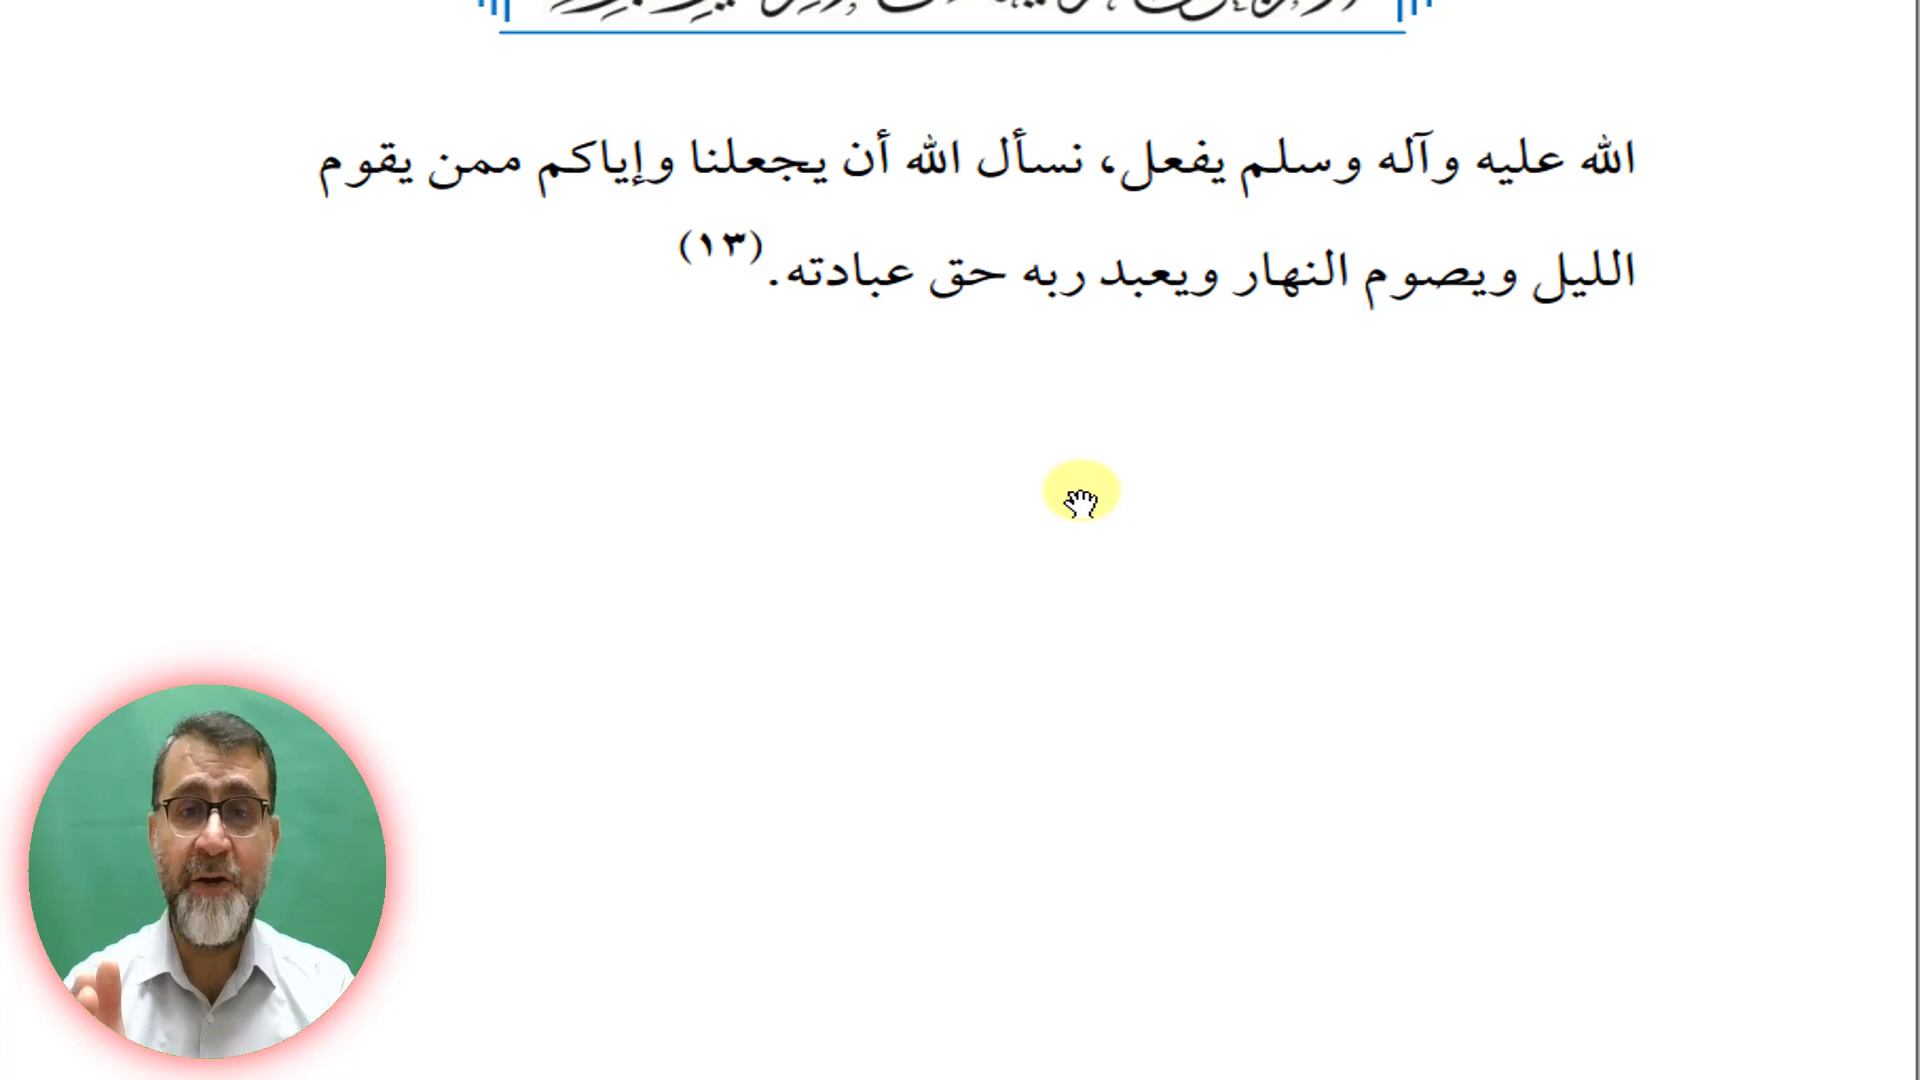 الله عليه وآله وسلم يفعل، نسأل الله أن يجعلنا وإياكم ممن يقوم
الليل ويصوم النهار ويعبد ربه حق عبادته. (١٣)